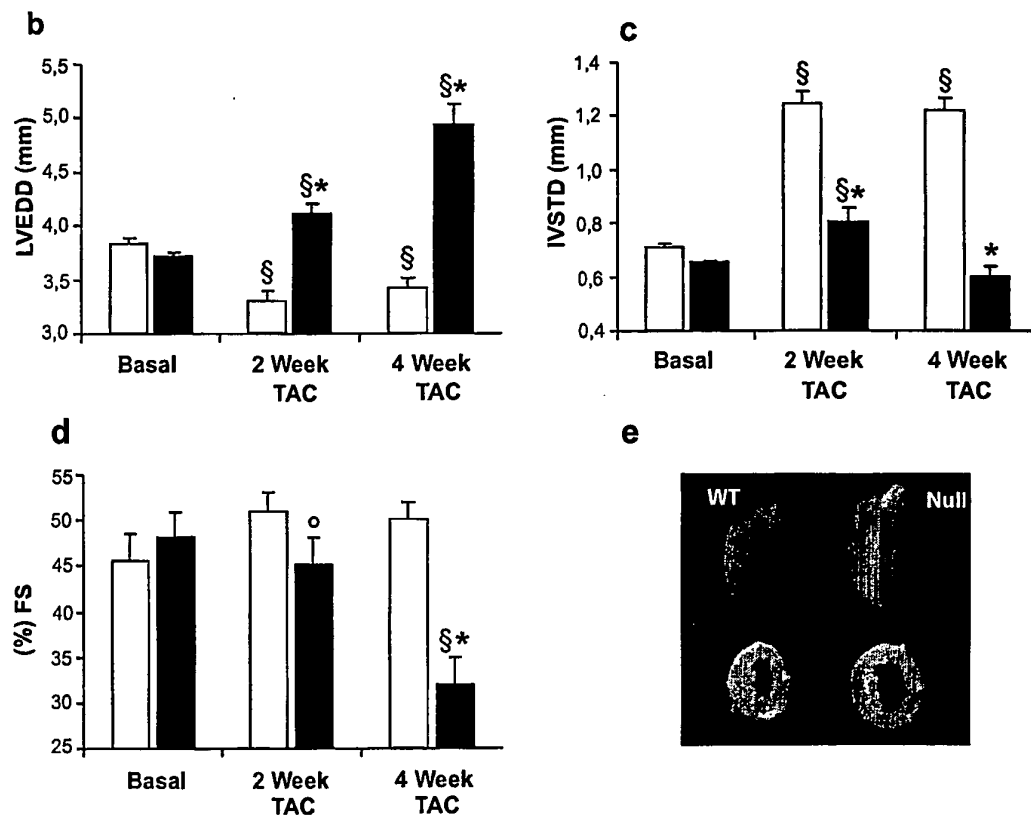 b
LVEDD (mm)
5,5
5,0
4,5
4,0
3,5
3,0
§ §* § §*
Basal 2 Week TAC 4 Week TAC
c
IVSTD (mm)
1,4
1,2
1,0
0,8
0,6
0,4
§ §* § *
Basal 2 Week TAC 4 Week TAC
d
(%) FS
55
50
45
40
35
30
25
° §*
Basal 2 Week TAC 4 Week TAC
e
WT Null